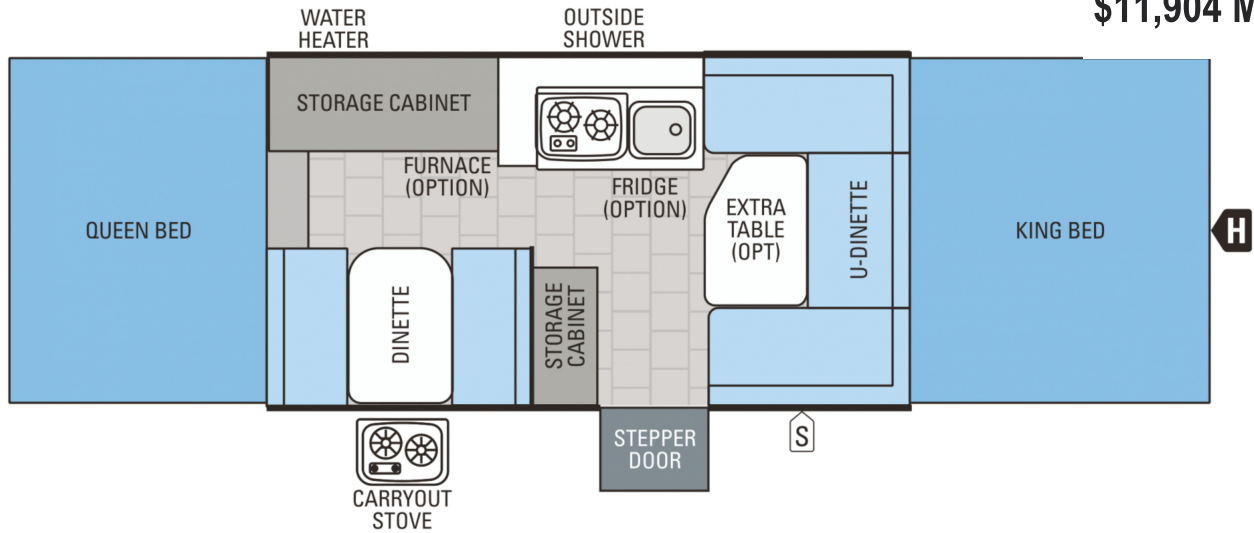 $11,904 M
WATER
HEATER
OUTSIDE
SHOWER
STORAGE CABINET
FURNACE
(OPTION)
FRIDGE
(OPTION)
EXTRA
TABLE
(OPT)
U-DINETTE
QUEEN BED
KING BED
H
DINETTE
STORAGE
CABINET
STEPPER
DOOR
S
CARRYOUT
STOVE